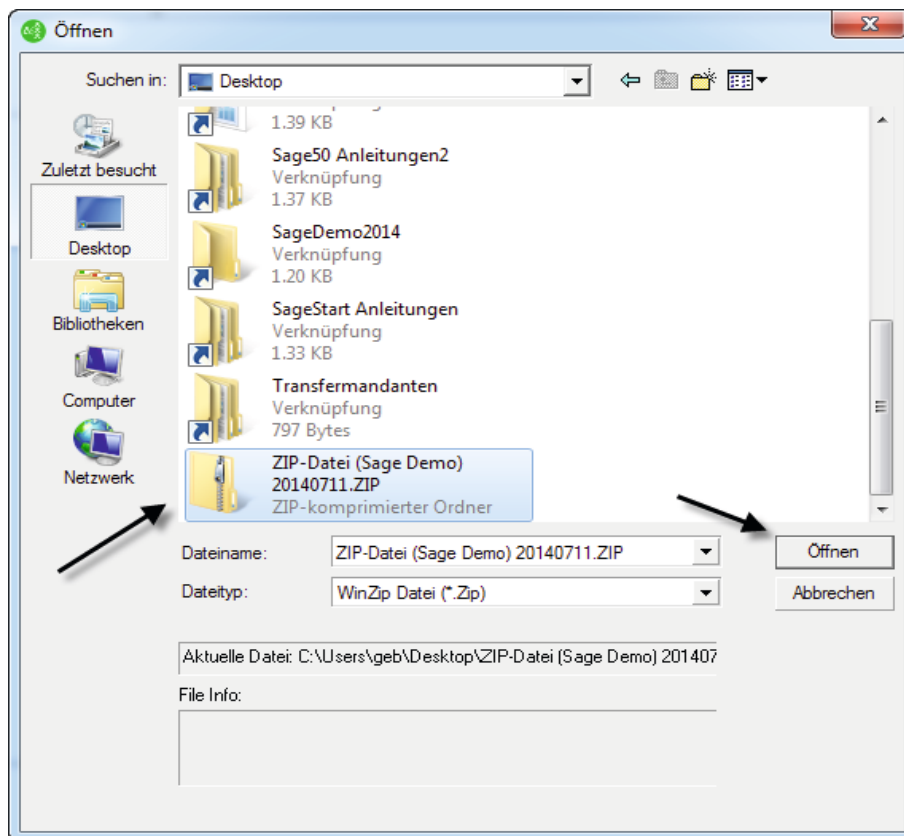 Öffnen
Suchen in:
Desktop
Zuletzt besucht
Desktop
Bibliotheken
Computer
Netzwerk
1.39 KB
Sage50 Anleitungen2
Verknüpfung
1.37 KB
SageDemo2014
Verknüpfung
1.20 KB
SageStart Anleitungen
Verknüpfung
1.33 KB
Transfermandanten
Verknüpfung
797 Bytes
ZIP-Datei (Sage Demo)
20140711.ZIP
ZIP-komprimierter Ordner
Dateiname:
ZIP-Datei (Sage Demo) 20140711.ZIP
Öffnen
Dateityp:
WinZip Datei (*.Zip)
Abbrechen
Aktuelle Datei: C:\Users\geb\Desktop\ZIP-Datei (Sage Demo) 201407
File Info: